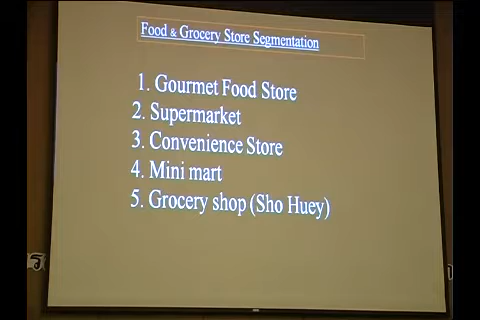 Food & Grocery Store Segmentation
1. Gourmet Food Store
2. Supermarket
3. Convenience Store
4. Mini mart
5. Grocery shop (Sho Huey)